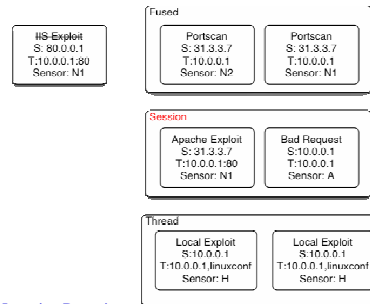 IIS Exploit
S: 80.0.0.1
T:10.0.0.1:80
Sensor: N1
Fused
Portscan
S: 31.3.3.7
T:10.0.0.1
Sensor: N2
Portscan
S: 31.3.3.7
T:10.0.0.1
Sensor: N1
Session
Apache Exploit
S: 31.3.3.7
T:10.0.0.1:80
Sensor: N1
Bad Request
S:10.0.0.1
T:10.0.0.1
Sensor: A
Thread
Local Exploit
S:10.0.0.1
T:10.0.0.1,linuxconf
Sensor: H
Local Exploit
S:10.0.0.1
T:10.0.0.1,linuxconf
Sensor: H